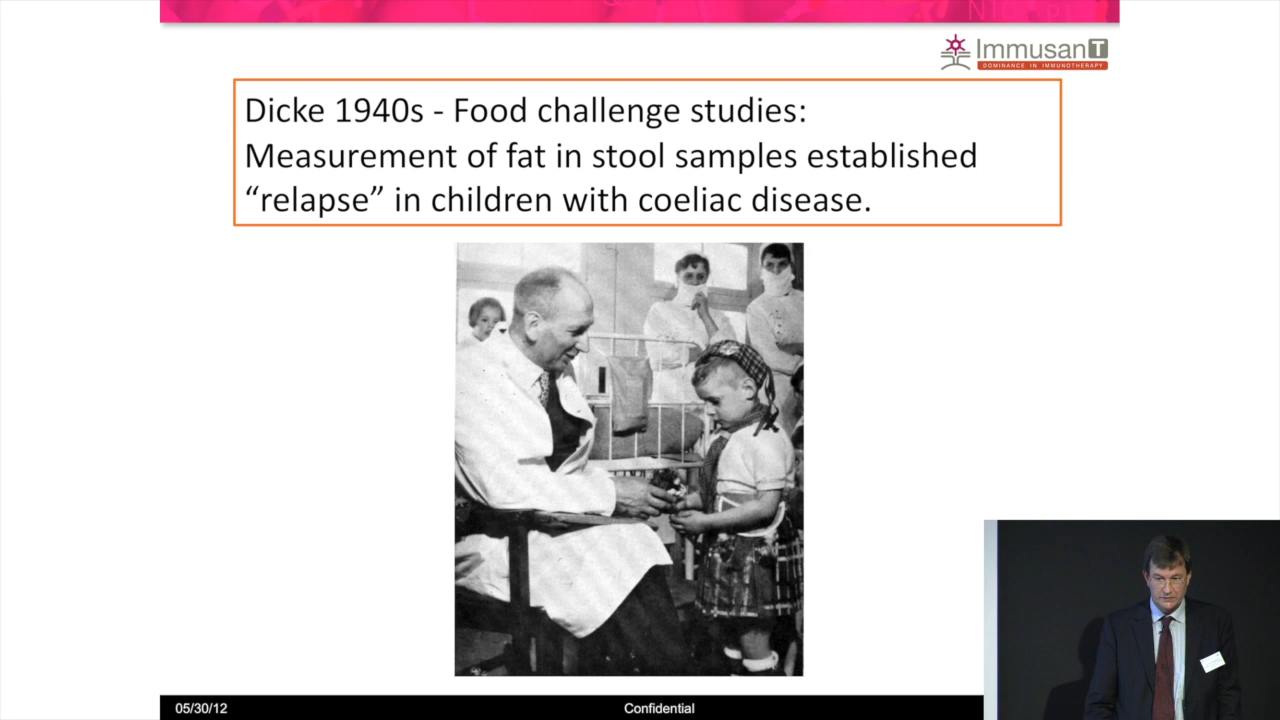 ImmusanT
DOMINANCE IN IMMUNOTHERAPY
Dicke 1940s - Food challenge studies:
Measurement of fat in stool samples established
“relapse” in children with coeliac disease.
05/30/12
Confidential